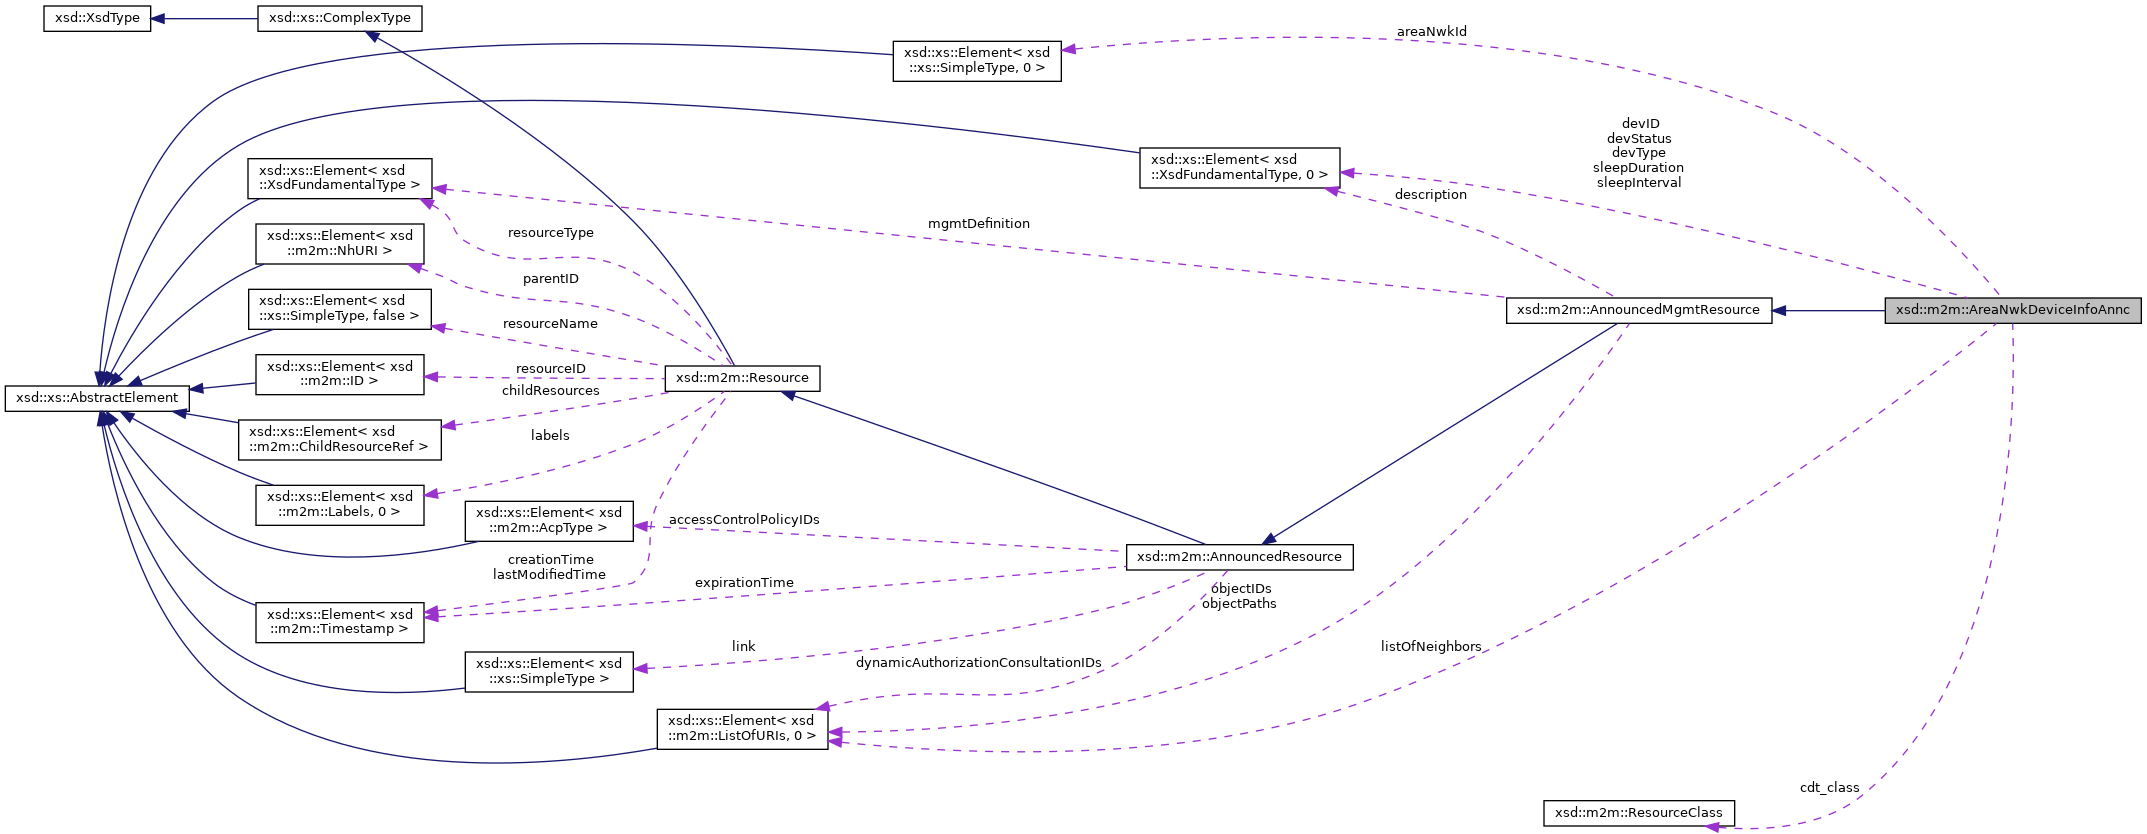 xsd::XsdType
xsd::xs::ComplexType
areaNwkId
xsd::xs::Element< xsd
::xs::SimpleType, 0 >
devID
devStatus
devType
sleepDuration
sleepInterval
xsd::xs::Element< xsd
::XsdFundamentalType, 0 >
xsd::xs::Element< xsd
::XsdFundamentalType >
description
mgmtDefinition
resourceType
xsd::xs::Element< xsd
::m2m::NhURI >
parentID
xsd::xs::Element< xsd
::xs::SimpleType, false >
resourceName
xsd::m2m::AnnouncedMgmtResource
xsd::m2m::AreaNwkDeviceInfoAnnc
xsd::xs::Element< xsd
::m2m::ID >
resourceID
xsd::m2m::Resource
childResources
xsd::xs::AbstractElement
xsd::xs::Element< xsd
::m2m::ChildResourceRef >
labels
xsd::xs::Element< xsd
::m2m::Labels, 0 >
xsd::xs::Element< xsd
::m2m::AcpType >
accessControlPolicyIDs
xsd::m2m::AnnouncedResource
creationTime
lastModifiedTime
expirationTime
objectIDs
objectPaths
xsd::xs::Element< xsd
::m2m::Timestamp >
link
listOfNeighbors
xsd::xs::Element< xsd
::xs::SimpleType >
dynamicAuthorizationConsultationIDs
xsd::xs::Element< xsd
::m2m::ListOfURIs, 0 >
cdt_class
xsd::m2m::ResourceClass